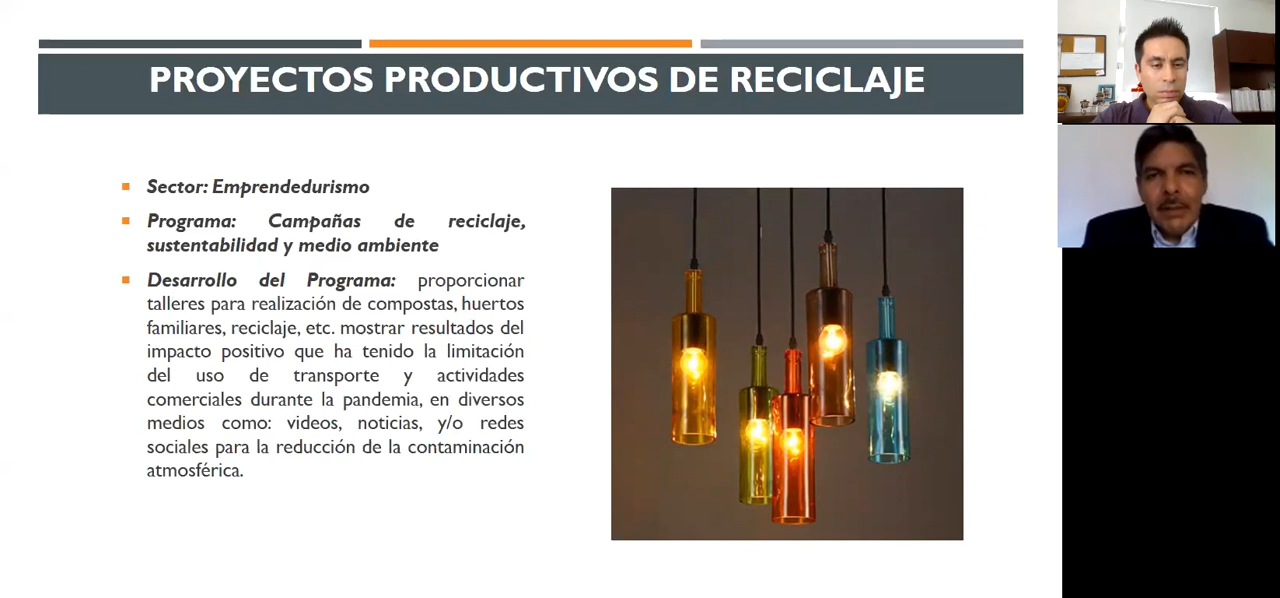 PROYECTOS PRODUCTIVOS DE RECICLAJE
Sector: Emprendedurismo
Programa: Campañas de reciclaje,
sustentabilidad y medio ambiente
Desarrollo del Programa: proporcionar
talleres para realización de compostas, huertos
familiares, reciclaje, etc. mostrar resultados del
impacto positivo que ha tenido la limitación
del uso de transporte y actividades
comerciales durante la pandemia, en diversos
medios como: videos, noticias, y/o redes
sociales para la reducción de la contaminación
atmosférica.